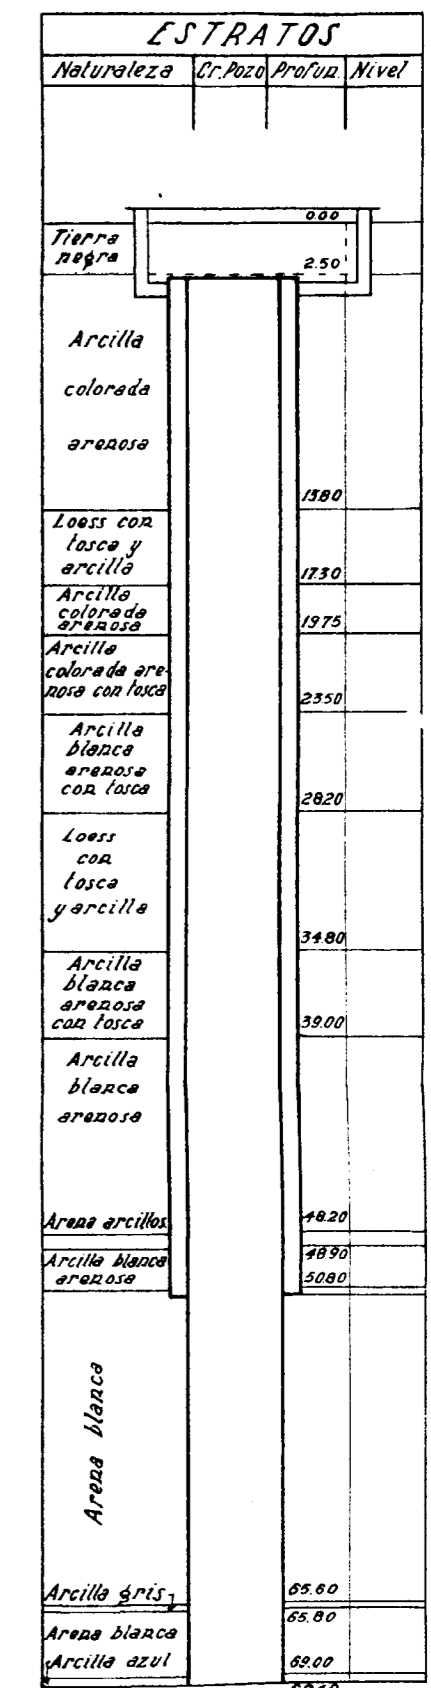 ESTRATOS
Naturaleza Cr.Pozo Profun. Nivel
0.00
Tierra
negra
2.50
Arcilla
colorada
arenosa
13.80
Loess con
tosca y
arcilla
17.30
Arcilla
colorada
arenosa
19.75
Arcilla
colorada are-
nosa con tosca
23.50
Arcilla
blanca
arenosa
con tosca
28.20
Loess
con
tosca
y arcilla
34.80
Arcilla
blanca
arenosa
con tosca
39.00
Arcilla
blanca
arenosa
Arena arcillos. 48.20
48.90
Arcilla blanca
arenosa
50.80
Arena blanca
Arcilla gris 65.60
65.80
Arena blanca
Arcilla azul 69.00